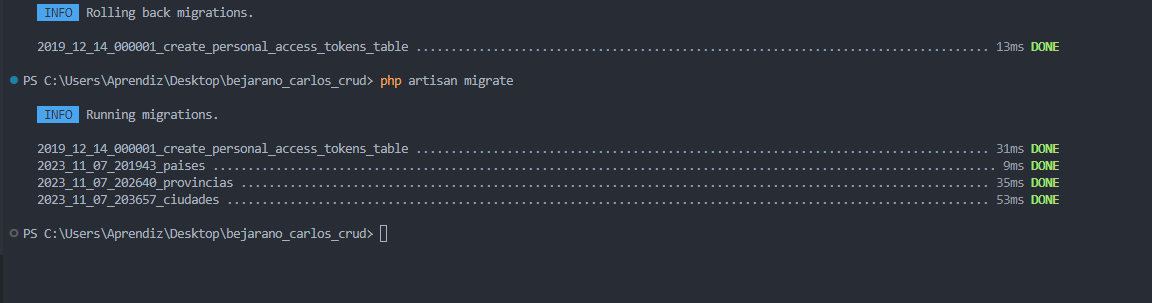 INFO Rolling back migrations.
2019_12_14_000001_create_personal_access_tokens_table .................................................................................. 13ms DONE
PS C:\Users\Aprendiz\Desktop\bejarano_carlos_crud> php artisan migrate
INFO Running migrations.
2019_12_14_000001_create_personal_access_tokens_table .................................................................................. 31ms DONE
2023_11_07_201943_paises ................................................................................................................ 9ms DONE
2023_11_07_202640_provincias ........................................................................................................... 35ms DONE
2023_11_07_203657_ciudades ............................................................................................................. 53ms DONE
PS C:\Users\Aprendiz\Desktop\bejarano_carlos_crud>